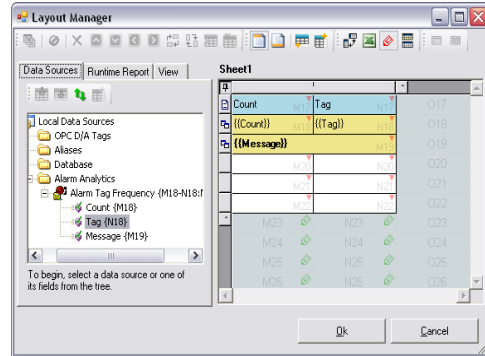 Layout Manager
Data Sources Runtime Report View
Local Data Sources
OPC D/A Tags
Aliases
Database
Alarm Analytics
Alarm Tag Frequency {M18-N18:
Count {M18}
Tag {N18}
Message {M19}
To begin, select a data source or one of
its fields from the tree.
Sheet1
Count M17 Tag N17 O17
{{Count}} M18 {{Tag}} N18 O18
{{Message}} M19 O19
M20 N20 O20
M21 N21 O21
M22 N22 O22
M23 N23 O23
M24 N24 O24
M25 N25 O25
M26 N26 O26
Ok Cancel